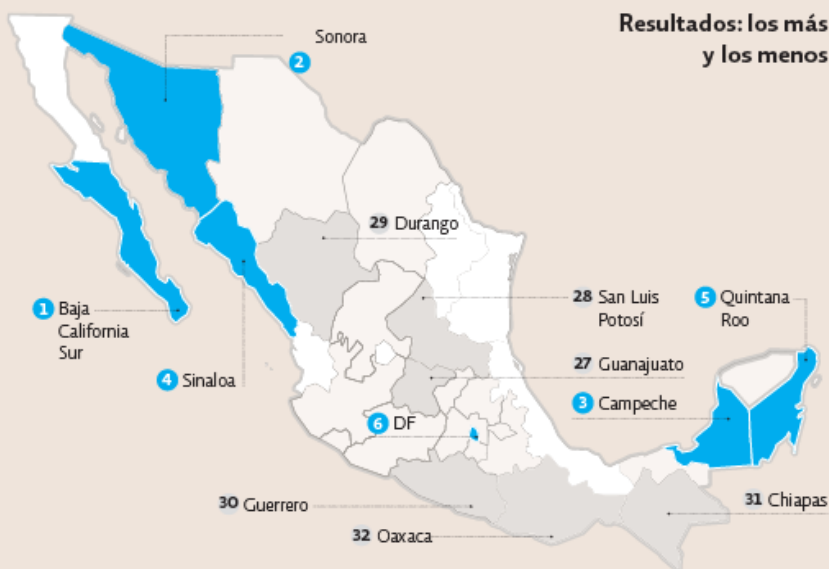 Resultados: los más
y los menos
Sonora
2
29 Durango
1 Baja
California
Sur
28 San Luis
Potosí
5 Quintana
Roo
4 Sinaloa
27 Guanajuato
3 Campeche
6 DF
30 Guerrero
31 Chiapas
32 Oaxaca